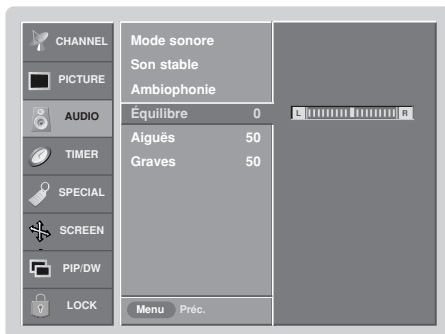 CHANNEL
PICTURE
AUDIO
TIMER
SPECIAL
SCREEN
PIP/DW
LOCK
Mode sonore
Son stable
Ambiophonie
Équilibre 0
Aiguës 50
Graves 50
Menu Préc.
L R